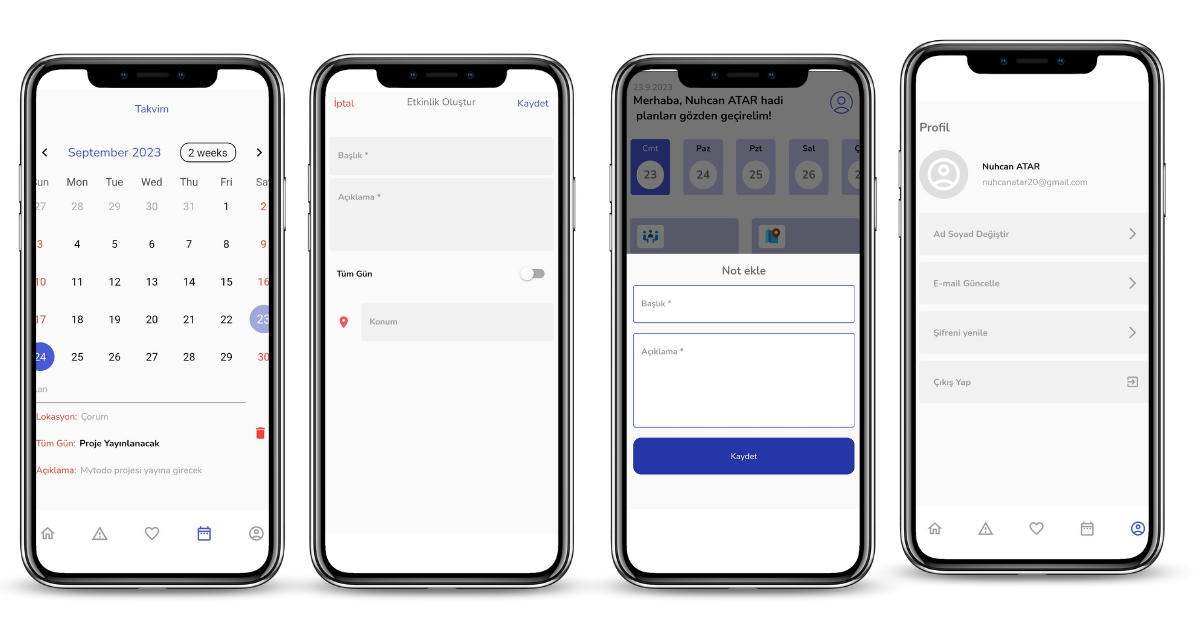 Takvim
September 2023
2 weeks
Sun Mon Tue Wed Thu Fri Sa
27 28 29 30 31 1 2
3 4 5 6 7 8 9
10 11 12 13 14 15 16
17 18 19 20 21 22 23
24 25 26 27 28 29 30
Lokasyon: Çorum
Tüm Gün: Proje Yayınlanacak
Açıklama: Mytodo projesi yayına girecek
İptal
Etkinlik Oluştur
Kaydet
Başlık *
Açıklama *
Tüm Gün
Konum
23.9.2023
Merhaba, Nuhcan ATAR hadi
planları gözden geçirelim!
Cmt Paz Pzt Sal Ç
23 24 25 26 2
Not ekle
Başlık *
Açıklama *
Kaydet
Profil
Nuhcan ATAR
nuhcanatar20@gmail.com
Ad Soyad Değiştir
E-mail Güncelle
Şifreni yenile
Çıkış Yap